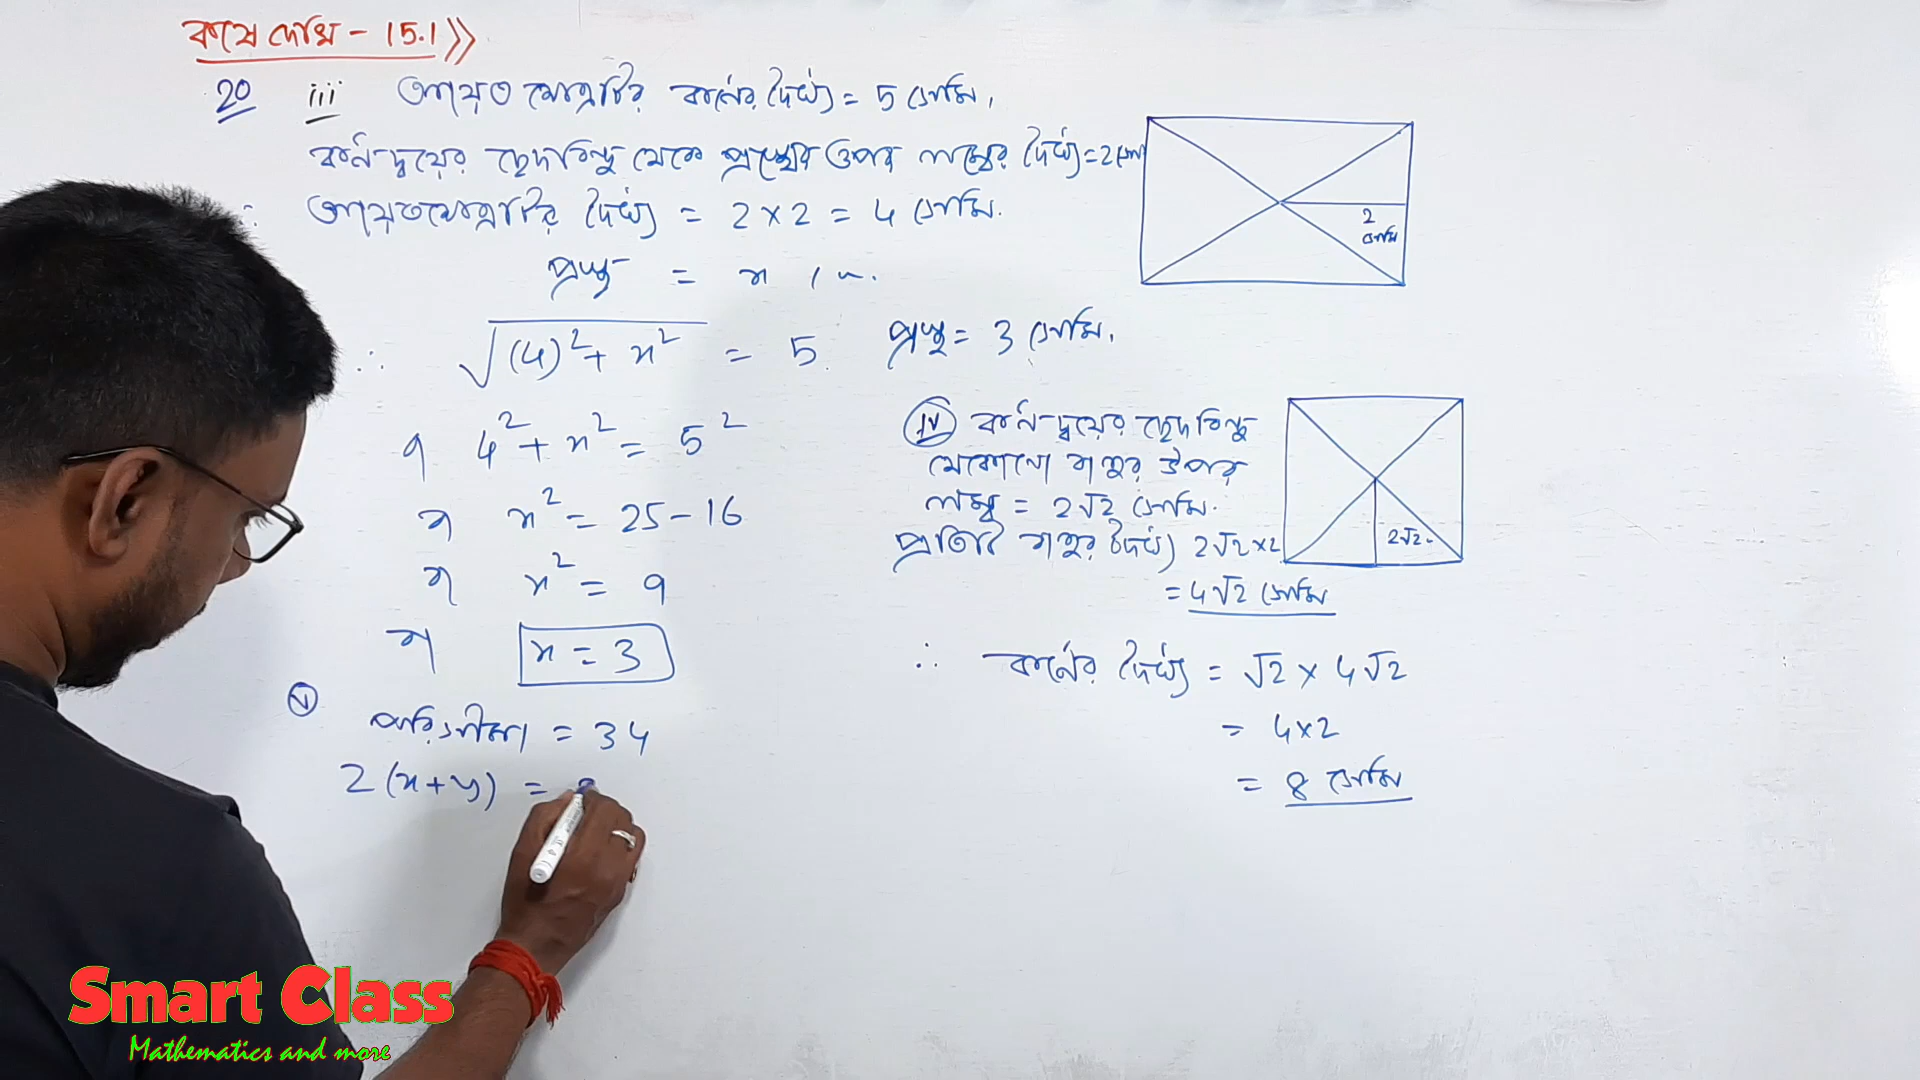 কষে দেখি - 15.1 >>
20 iii আয়তক্ষেত্রটির কর্ণের দৈর্ঘ্য = 5 সেমি.
কর্ণদ্বয়ের ছেদবিন্দু থেকে প্রস্থের ওপর লম্বের দৈর্ঘ্য = 2 সেমি
∴ আয়তক্ষেত্রটির দৈর্ঘ্য = 2 × 2 = 4 সেমি.
প্রস্থ = x
2 সেমি
∴ √(4)² + x² = 5
প্রস্থ = 3 সেমি.
বা 4² + x² = 5²
বা x² = 25 - 16
বা x² = 9
বা x = 3
iv কর্ণদ্বয়ের ছেদবিন্দু
যেকোনো বাহুর উপর
লম্ব = 2√2 সেমি.
প্রতিটি বাহুর দৈর্ঘ্য 2√2 × 2
= 4√2 সেমি
2√2
∴ কর্ণের দৈর্ঘ্য = √2 × 4√2
= 4×2
= 8 সেমি
v
পরিসীমা = 34
2(x+y) =
Smart Class
Mathematics and more